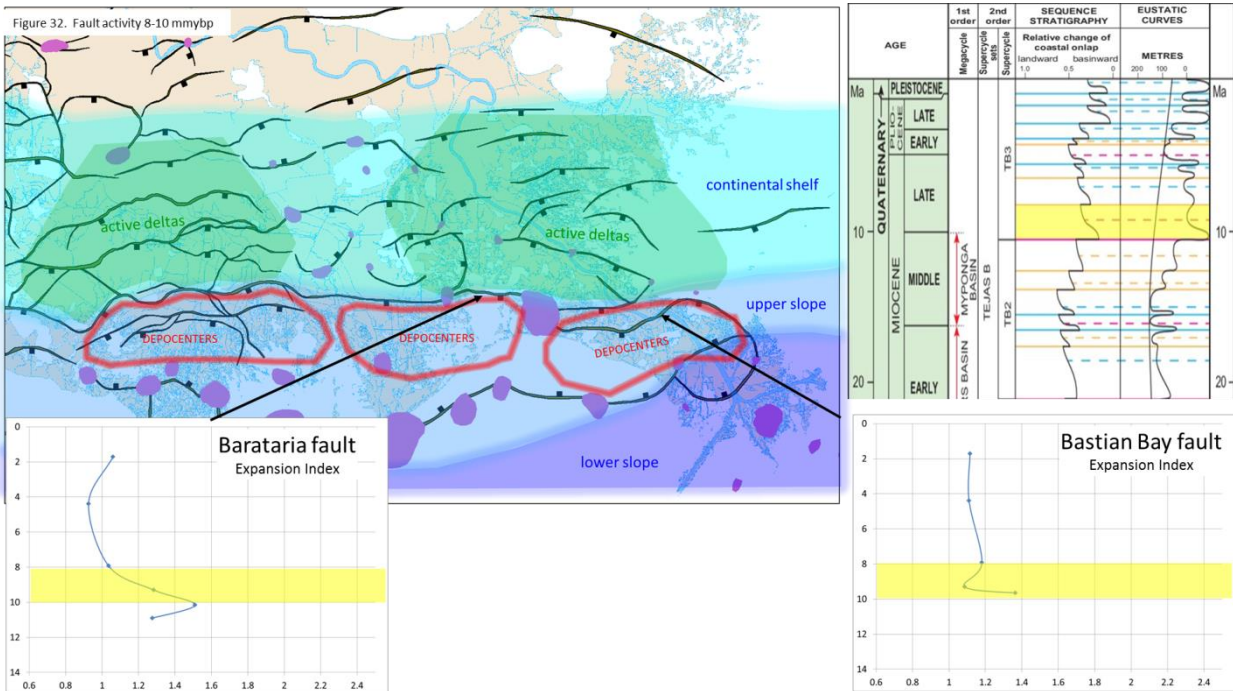 Figure 32. Fault activity 8-10 mmybp
continental shelf
active deltas
active deltas
upper slope
DEPOCENTERS
DEPOCENTERS
DEPOCENTERS
lower slope
1st order
2nd order
SEQUENCE STRATIGRAPHY
EUSTATIC CURVES
AGE
Megacycle
Supercycle sets
Supercycle
Relative change of coastal onlap
landward
basinward
METRES
1.0
0.5
0
200
100
0
Ma
Ma
QUATERNARY
PLEISTOCENE
PLIO-CENE
LATE
EARLY
MIOCENE
LATE
MIDDLE
EARLY
10
20
10
20
MYPONGA BASIN
S BASIN
TEJAS B
TB3
TB2
Barataria fault
Expansion Index
0
2
4
6
8
10
12
14
0.6
0.8
1
1.2
1.4
1.6
1.8
2
2.2
2.4
Bastian Bay fault
Expansion Index
0
2
4
6
8
10
12
14
0.6
0.8
1
1.2
1.4
1.6
1.8
2
2.2
2.4